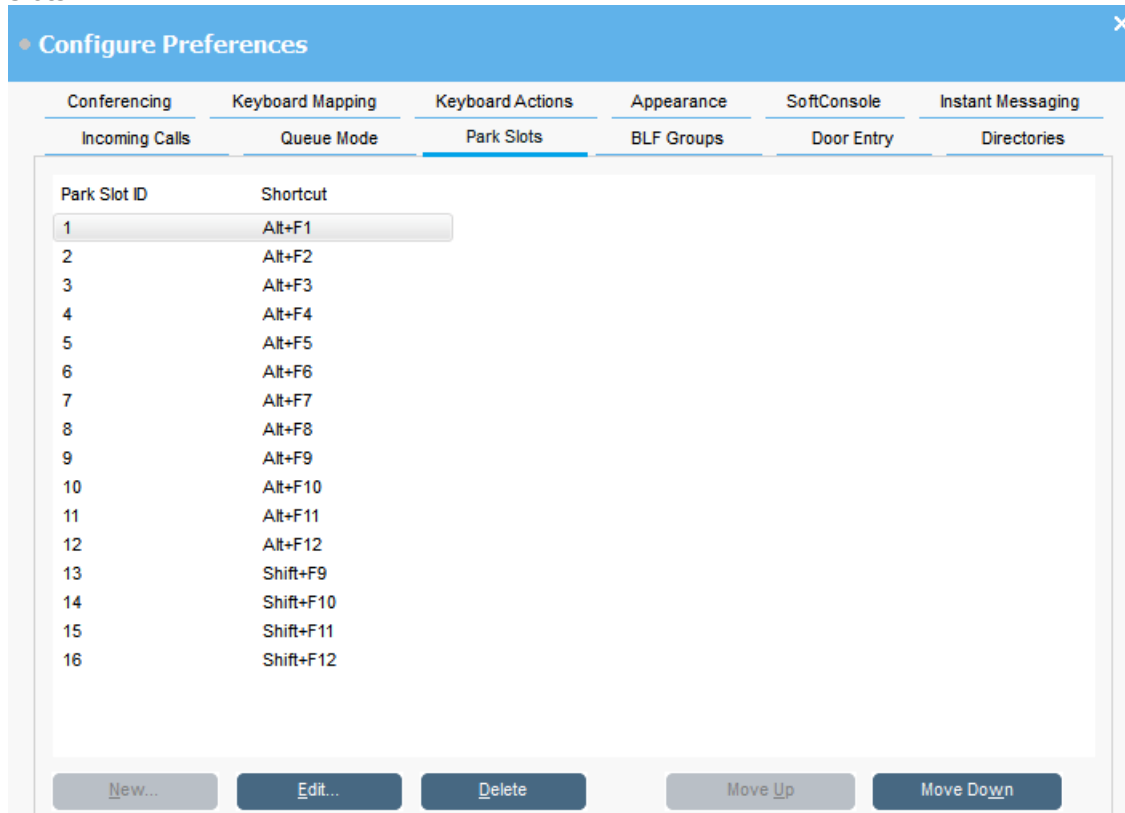 Configure Preferences
Conferencing Keyboard Mapping Keyboard Actions Appearance SoftConsole Instant Messaging
Incoming Calls Queue Mode Park Slots BLF Groups Door Entry Directories
Park Slot ID Shortcut
1 Alt+F1
2 Alt+F2
3 Alt+F3
4 Alt+F4
5 Alt+F5
6 Alt+F6
7 Alt+F7
8 Alt+F8
9 Alt+F9
10 Alt+F10
11 Alt+F11
12 Alt+F12
13 Shift+F9
14 Shift+F10
15 Shift+F11
16 Shift+F12
New... Edit... Delete Move Up Move Down